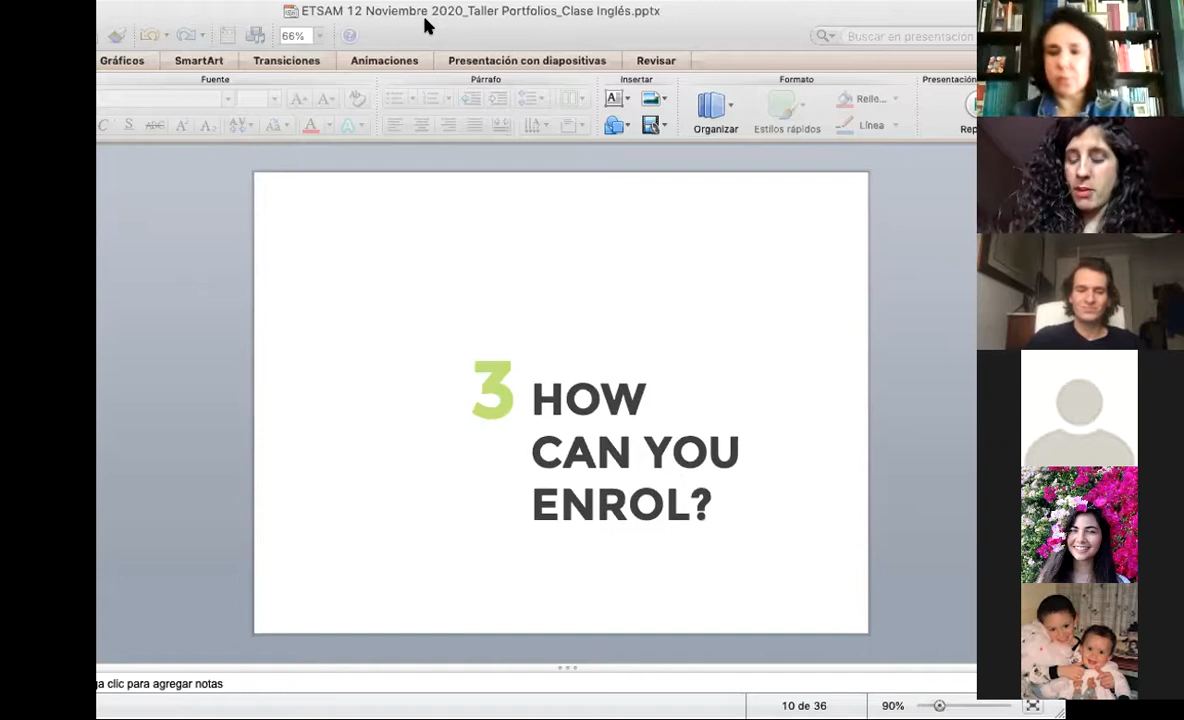 ETSAM 12 Noviembre 2020_Taller Portfolios_Clase Inglés.pptx
66%
Buscar en presentación
Gráficos SmartArt Transiciones Animaciones Presentación con diapositivas Revisar
Fuente Párrafo Insertar Formato Presentación
Relle...
Línea
Organizar Estilos rápidos Rep
3 HOW
CAN YOU
ENROL?
a clic para agregar notas
10 de 36 90%